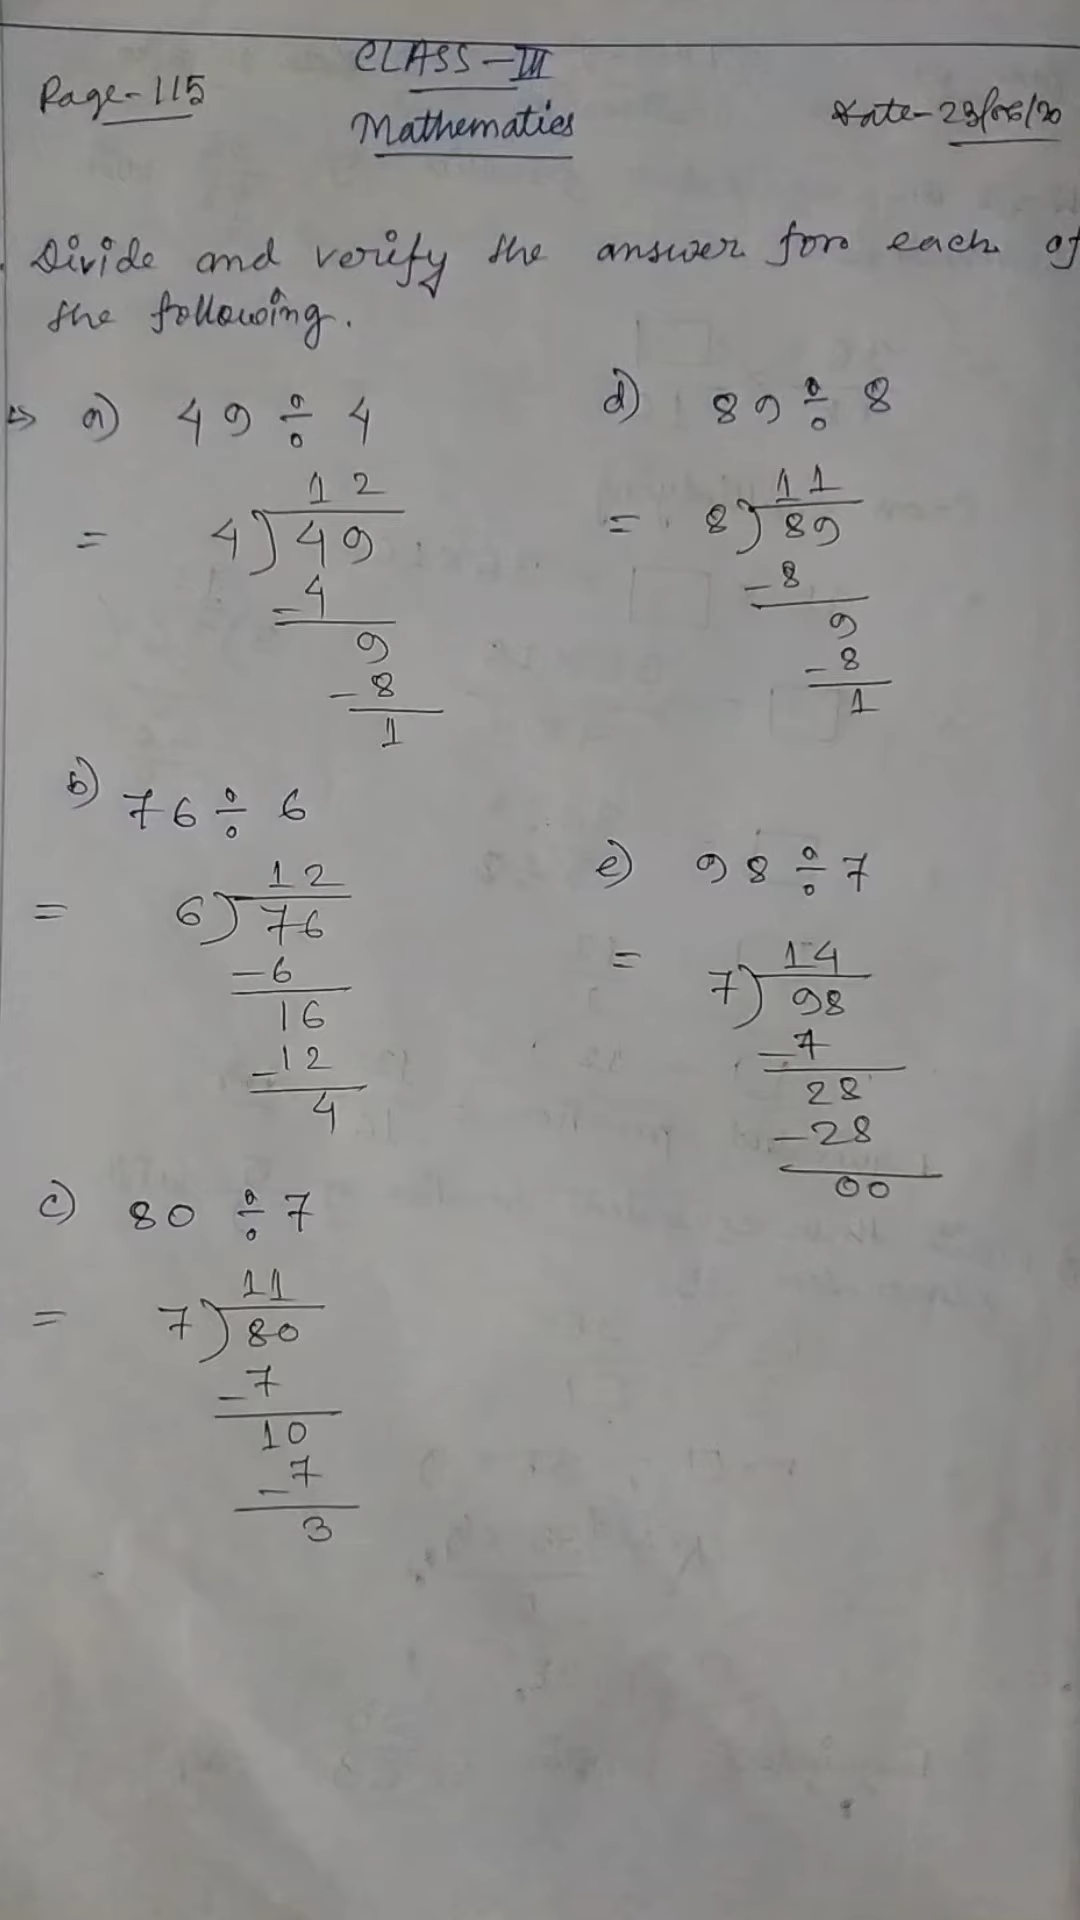 CLASS-III
Page-115
Mathematics
Date-23/06/20
Divide and verify the answer for each of
the following.
a) 49 ÷ 4
12
= 4) 49
-4
9
-8
1
b) 76 ÷ 6
12
= 6) 76
-6
16
-12
4
c) 80 ÷ 7
11
= 7) 80
-7
10
-7
3
d) 89 ÷ 8
11
= 8) 89
-8
9
-8
1
e) 98 ÷ 7
14
= 7) 98
-7
28
-28
00